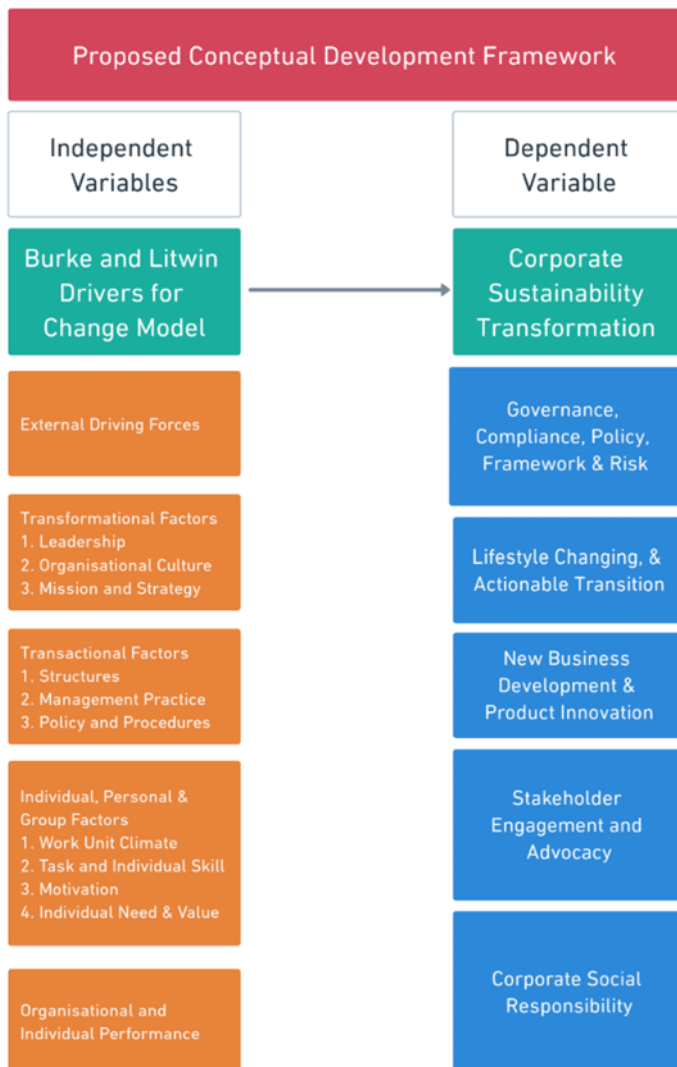 Proposed Conceptual Development Framework
Independent
Variables
Dependent
Variable
Burke and Litwin
Drivers for
Change Model
Corporate
Sustainability
Transformation
External Driving Forces
Transformational Factors
1. Leadership
2. Organisational Culture
3. Mission and Strategy
Transactional Factors
1. Structures
2. Management Practice
3. Policy and Procedures
Individual, Personal &
Group Factors
1. Work Unit Climate
2. Task and Individual Skill
3. Motivation
4. Individual Need & Value
Organisational and
Individual Performance
Governance,
Compliance, Policy,
Framework & Risk
Lifestyle Changing, &
Actionable Transition
New Business
Development &
Product Innovation
Stakeholder
Engagement and
Advocacy
Corporate Social
Responsibility